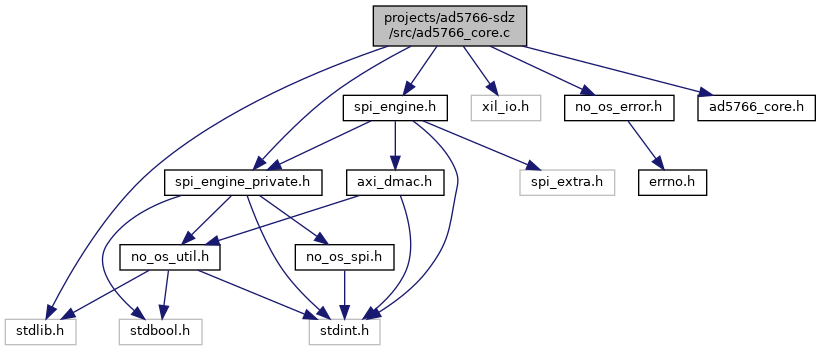 projects/ad5766-sdz
/src/ad5766_core.c
spi_engine.h
xil_io.h
no_os_error.h
ad5766_core.h
spi_engine_private.h
axi_dmac.h
spi_extra.h
errno.h
no_os_util.h
no_os_spi.h
stdlib.h
stdbool.h
stdint.h